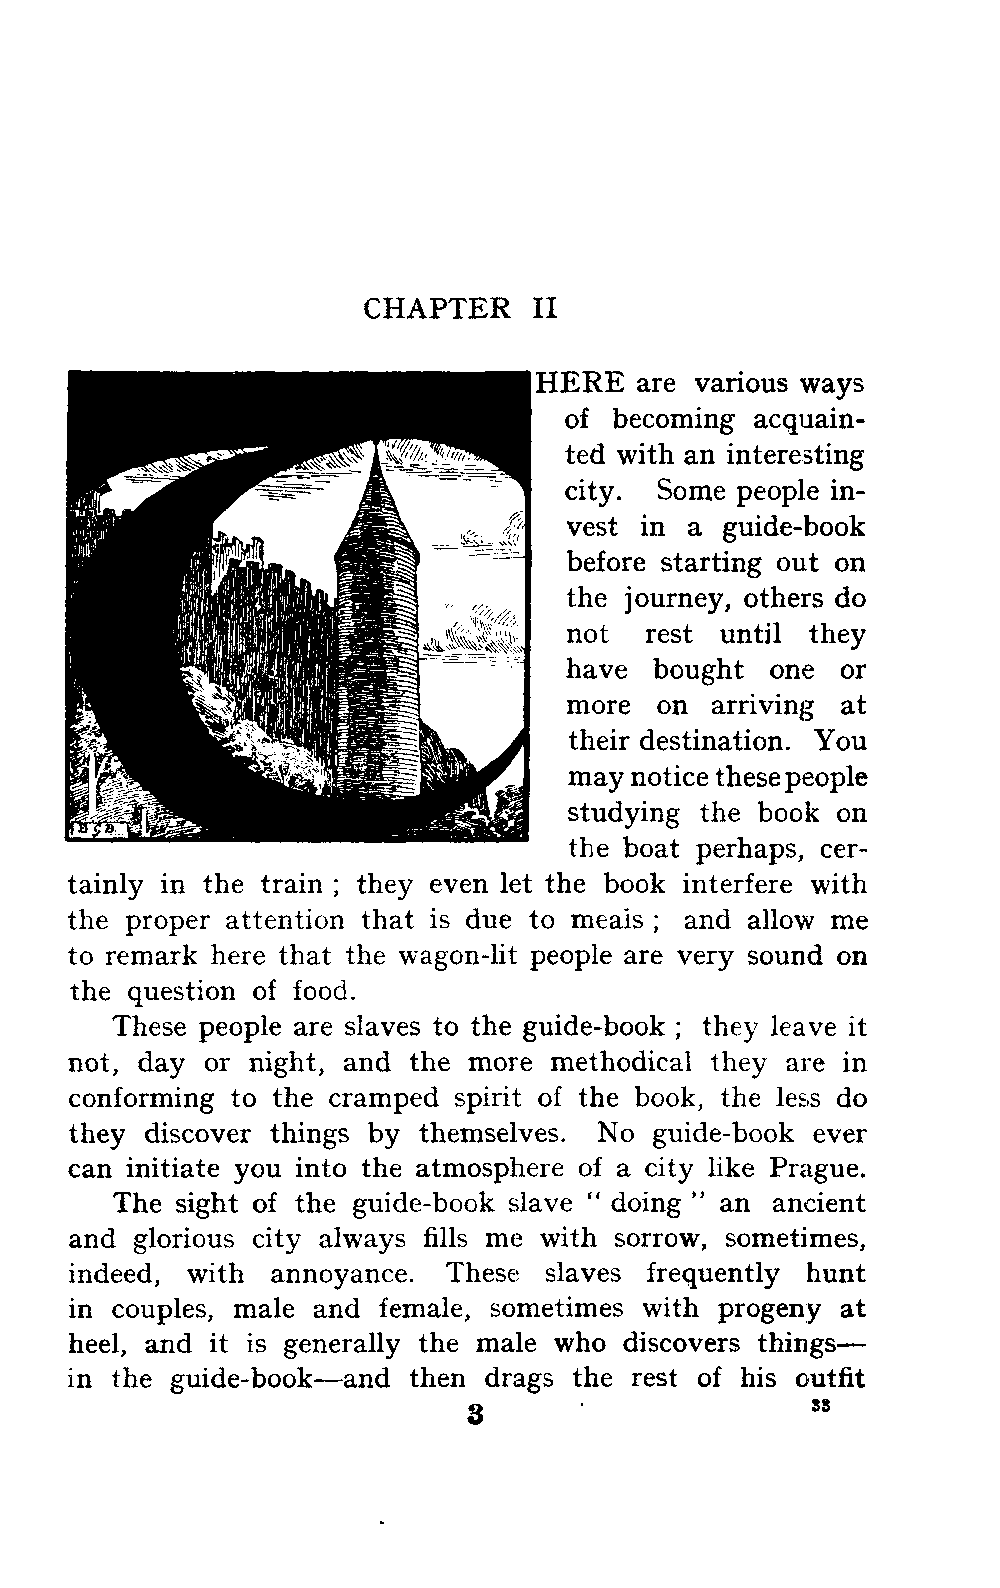 CHAPTER II
THERE are various ways
of becoming acquain-
ted with an interesting
city. Some people in-
vest in a guide-book
before starting out on
the journey, others do
not rest until they
have bought one or
more on arriving at
their destination. You
may notice these people
studying the book on
the boat perhaps, cer-
tainly in the train ; they even let the book interfere with
the proper attention that is due to meals ; and allow me
to remark here that the wagon-lit people are very sound on
the question of food.
These people are slaves to the guide-book ; they leave it
not, day or night, and the more methodical they are in
conforming to the cramped spirit of the book, the less do
they discover things by themselves. No guide-book ever
can initiate you into the atmosphere of a city like Prague.
The sight of the guide-book slave “ doing ” an ancient
and glorious city always fills me with sorrow, sometimes,
indeed, with annoyance. These slaves frequently hunt
in couples, male and female, sometimes with progeny at
heel, and it is generally the male who discovers things—
in the guide-book—and then drags the rest of his outfit
3 33